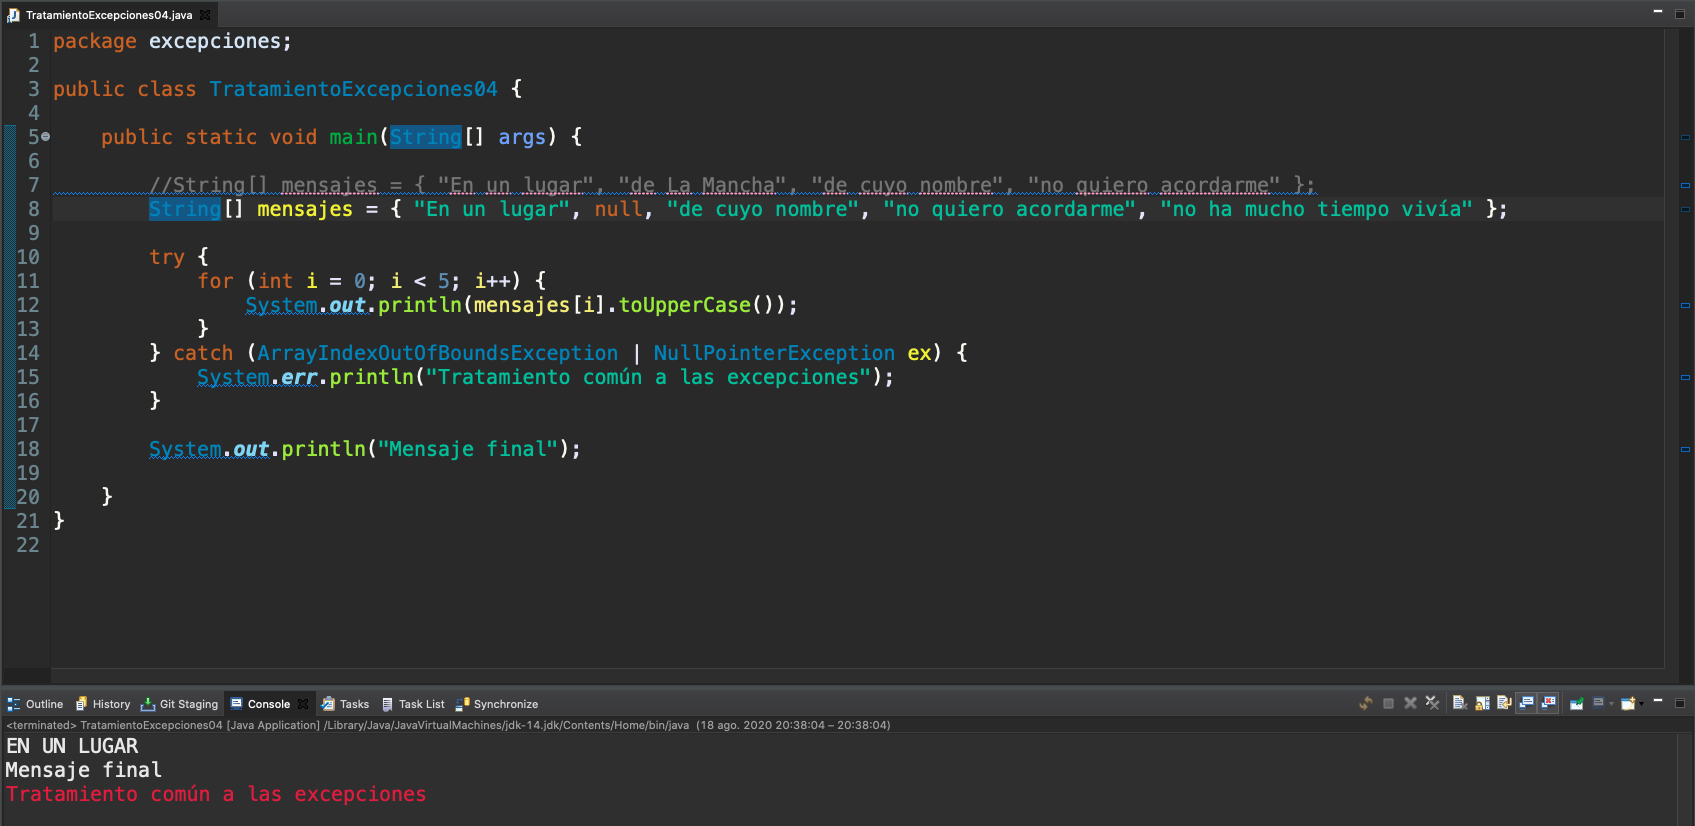 TratamientoExcepciones04.java
1 package excepciones;
2
3 public class TratamientoExcepciones04 {
4
5     public static void main(String[] args) {
6
7         //String[] mensajes = { "En un lugar", "de La Mancha", "de cuyo nombre", "no quiero acordarme" };
8         String[] mensajes = { "En un lugar", null, "de cuyo nombre", "no quiero acordarme", "no ha mucho tiempo vivía" };
9
10         try {
11             for (int i = 0; i < 5; i++) {
12                 System.out.println(mensajes[i].toUpperCase());
13             }
14         } catch (ArrayIndexOutOfBoundsException | NullPointerException ex) {
15             System.err.println("Tratamiento común a las excepciones");
16         }
17
18         System.out.println("Mensaje final");
19
20     }
21 }
22
Outline History Git Staging Console Tasks Task List Synchronize
<terminated> TratamientoExcepciones04 [Java Application] /Library/Java/JavaVirtualMachines/jdk-14.jdk/Contents/Home/bin/java (18 ago. 2020 20:38:04 – 20:38:04)
EN UN LUGAR
Mensaje final
Tratamiento común a las excepciones